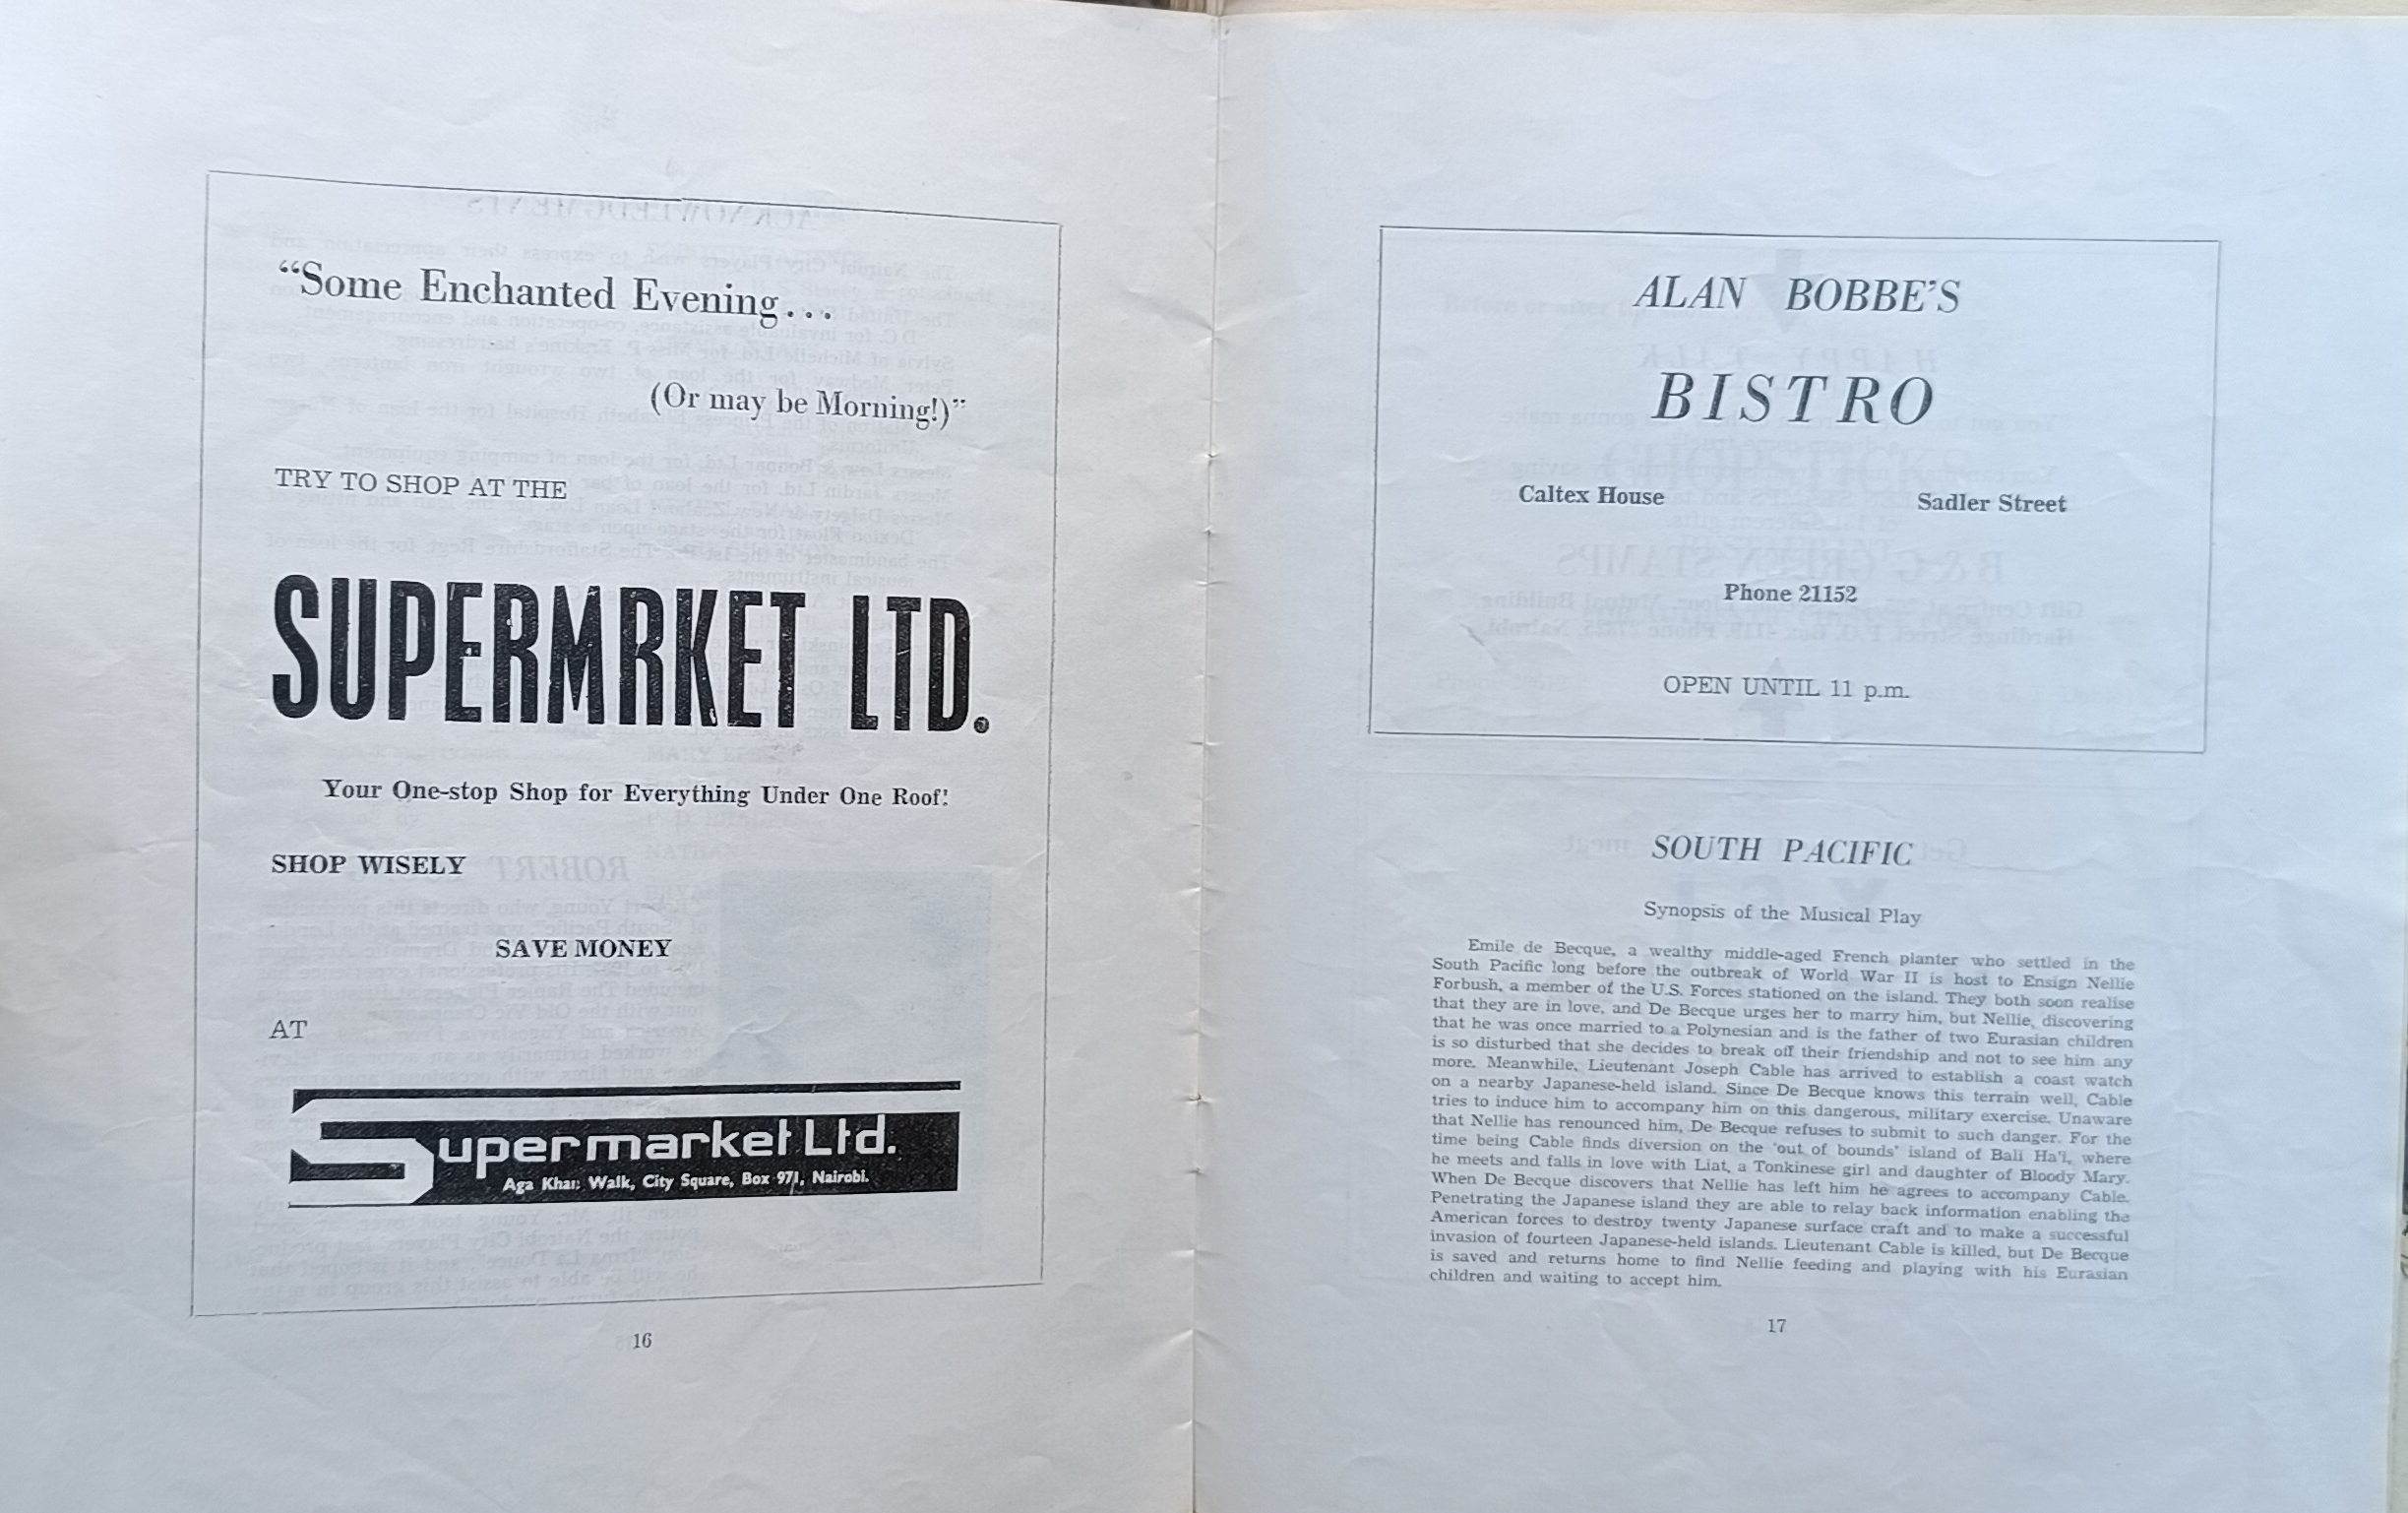 “Some Enchanted Evening...
(Or may be Morning!)”
TRY TO SHOP AT THE
SUPERMRKET LTD.
Your One-stop Shop for Everything Under One Roof!
SHOP WISELY
SAVE MONEY
AT
Supermarket Ltd.
Aga Khan Walk, City Square, Box 971, Nairobi.
16
ALAN BOBBE’S
BISTRO
Caltex House Sadler Street
Phone 21152
OPEN UNTIL 11 p.m.
SOUTH PACIFIC
Synopsis of the Musical Play
Emile de Becque, a wealthy middle-aged French planter who settled in the
South Pacific long before the outbreak of World War II is host to Ensign Nellie
Forbush, a member of the U.S. Forces stationed on the island. They both soon realise
that they are in love, and De Becque urges her to marry him, but Nellie, discovering
that he was once married to a Polynesian and is the father of two Eurasian children
is so disturbed that she decides to break off their friendship and not to see him any
more. Meanwhile, Lieutenant Joseph Cable has arrived to establish a coast watch
on a nearby Japanese-held island. Since De Becque knows this terrain well, Cable
tries to induce him to accompany him on this dangerous, military exercise. Unaware
that Nellie has renounced him, De Becque refuses to submit to such danger. For the
time being Cable finds diversion on the ‘out of bounds’ island of Bali Ha’i, where
he meets and falls in love with Liat, a Tonkinese girl and daughter of Bloody Mary.
When De Becque discovers that Nellie has left him he agrees to accompany Cable.
Penetrating the Japanese island they are able to relay back information enabling the
American forces to destroy twenty Japanese surface craft and to make a successful
invasion of fourteen Japanese-held islands. Lieutenant Cable is killed, but De Becque
is saved and returns home to find Nellie feeding and playing with his Eurasian
children and waiting to accept him.
17